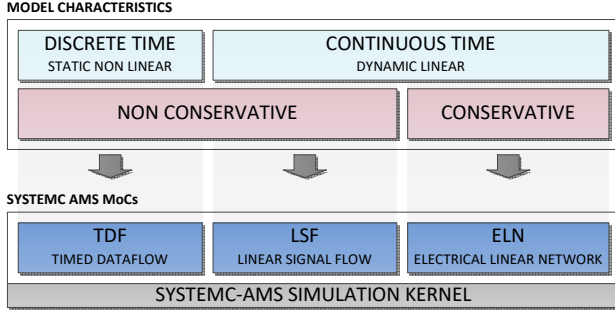 MODEL CHARACTERISTICS
DISCRETE TIME
STATIC NON LINEAR
CONTINUOUS TIME
DYNAMIC LINEAR
NON CONSERVATIVE
CONSERVATIVE
SYSTEMC AMS MoCs
TDF
TIMED DATAFLOW
LSF
LINEAR SIGNAL FLOW
ELN
ELECTRICAL LINEAR NETWORK
SYSTEMC-AMS SIMULATION KERNEL